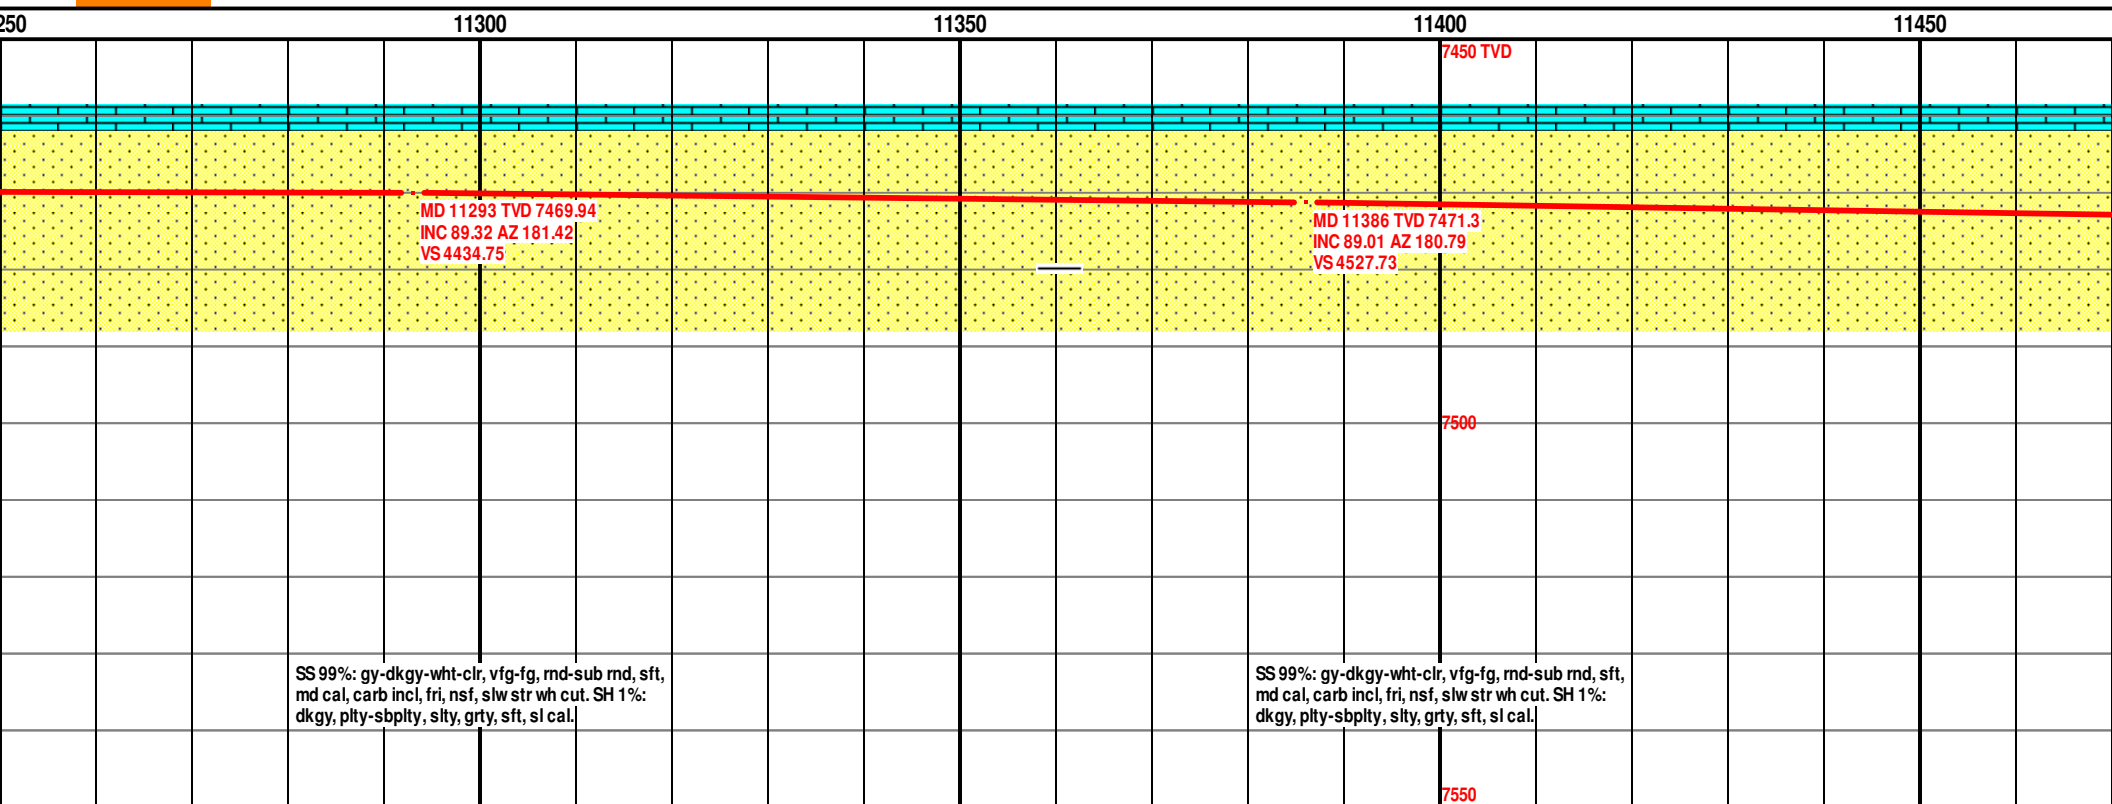 250 11300 11350 11400 11450
7450 TVD
MD 11293 TVD 7469.94
INC 89.32 AZ 181.42
VS 4434.75
MD 11386 TVD 7471.3
INC 89.01 AZ 180.79
VS 4527.73
7500
SS 99%: gy-dkgy-wht-clr, vfg-fg, rnd-sub rnd, sft,
md cal, carb incl, fri, nsf, slw str wh cut. SH 1%:
dkgy, plty-sbplty, slty, grty, sft, sl cal.
SS 99%: gy-dkgy-wht-clr, vfg-fg, rnd-sub rnd, sft,
md cal, carb incl, fri, nsf, slw str wh cut. SH 1%:
dkgy, plty-sbplty, slty, grty, sft, sl cal.
7550